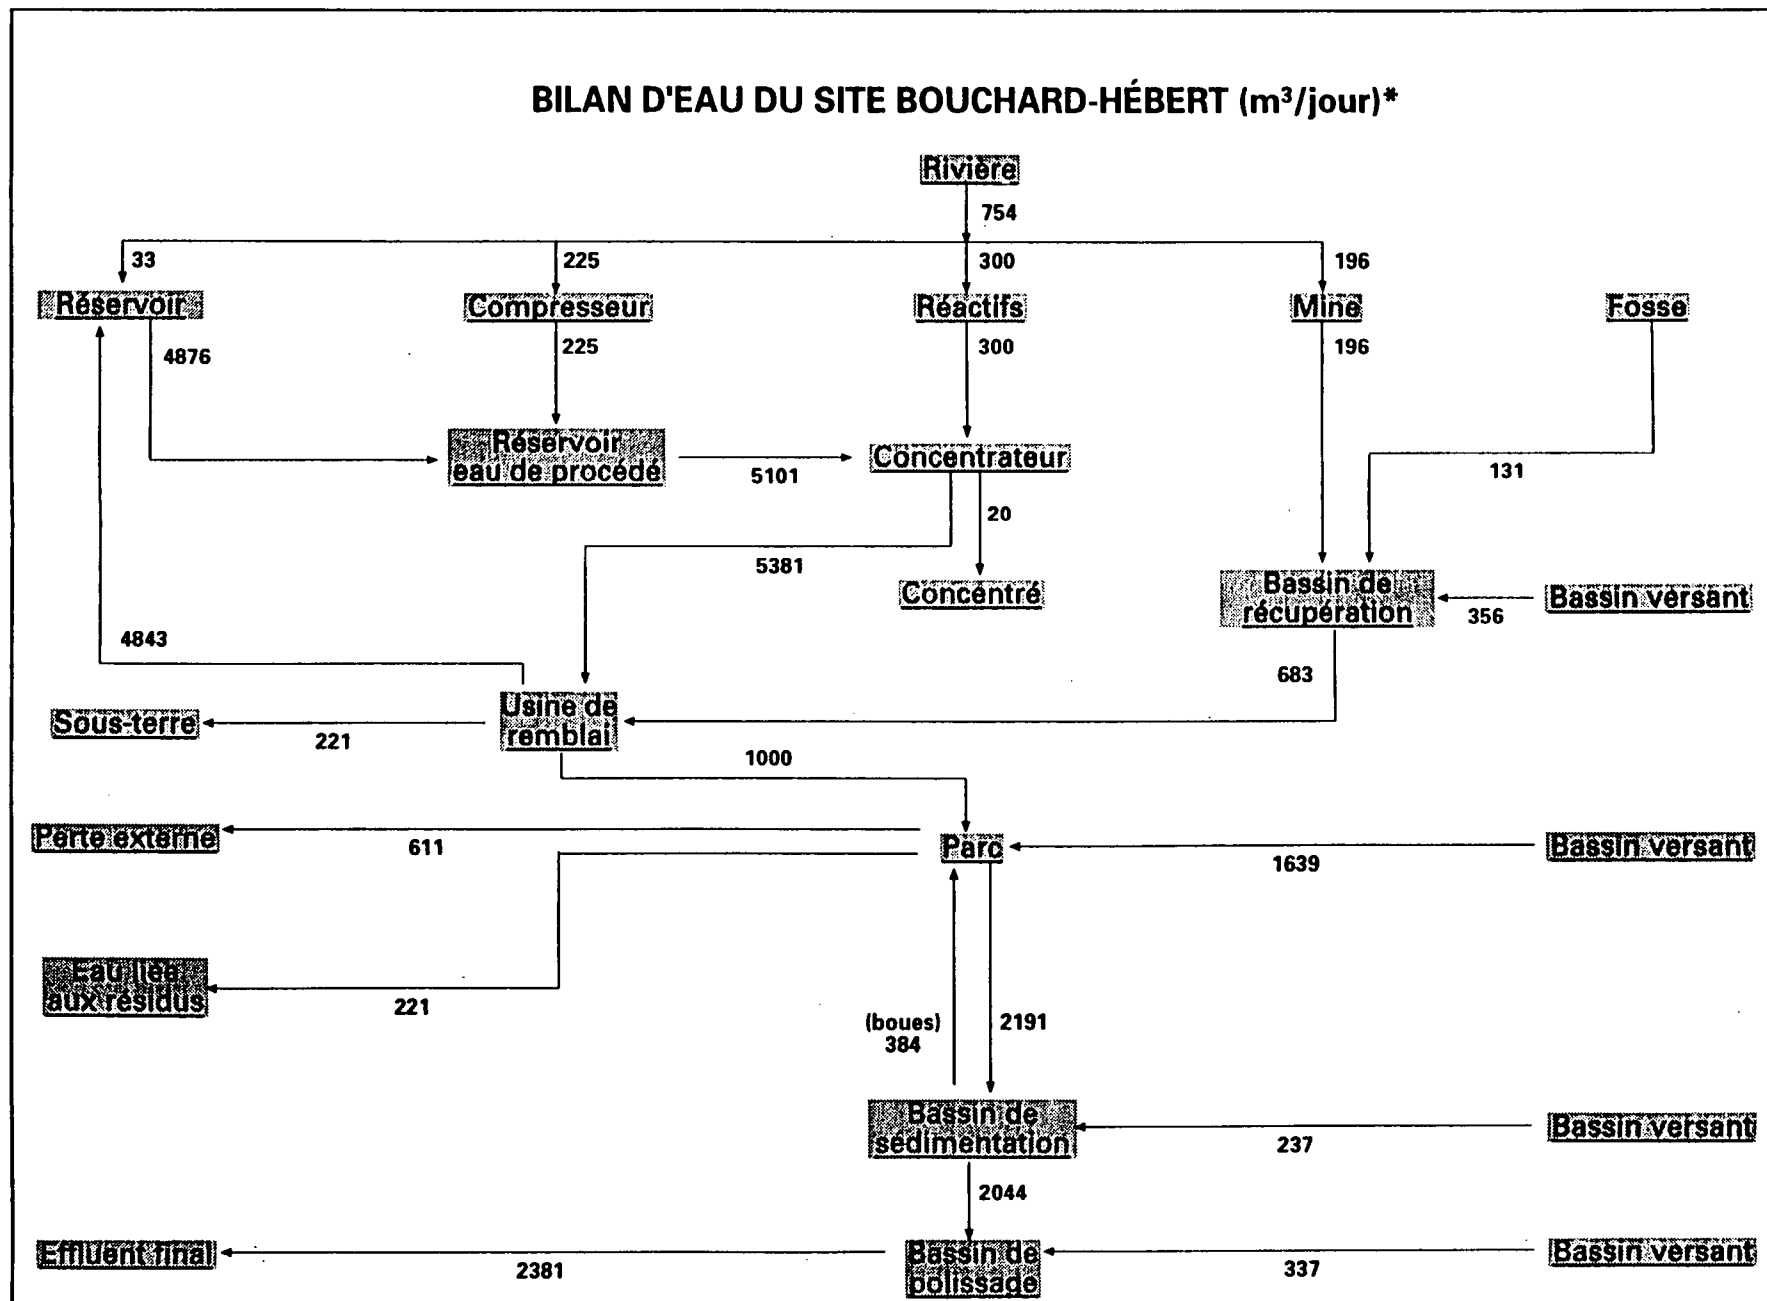 BILAN D'EAU DU SITE BOUCHARD-HÉBERT (m³/jour)*
Rivière
754
33
225
300
196
Réservoir
Compresseur
Réactifs
Mine
Fosse
4876
225
300
196
Réservoir
eau de procédé
5101
Concentrateur
131
20
5381
Concentré
Bassin de
récupération
356
Bassin versant
4843
683
Sous-terre
221
Usine de
remblai
1000
Perte externe
611
Parc
1639
Bassin versant
Eau liée
aux résidus
221
(boues)
384
2191
Bassin de
sédimentation
237
Bassin versant
2044
Effluent final
2381
Bassin de
polissage
337
Bassin versant